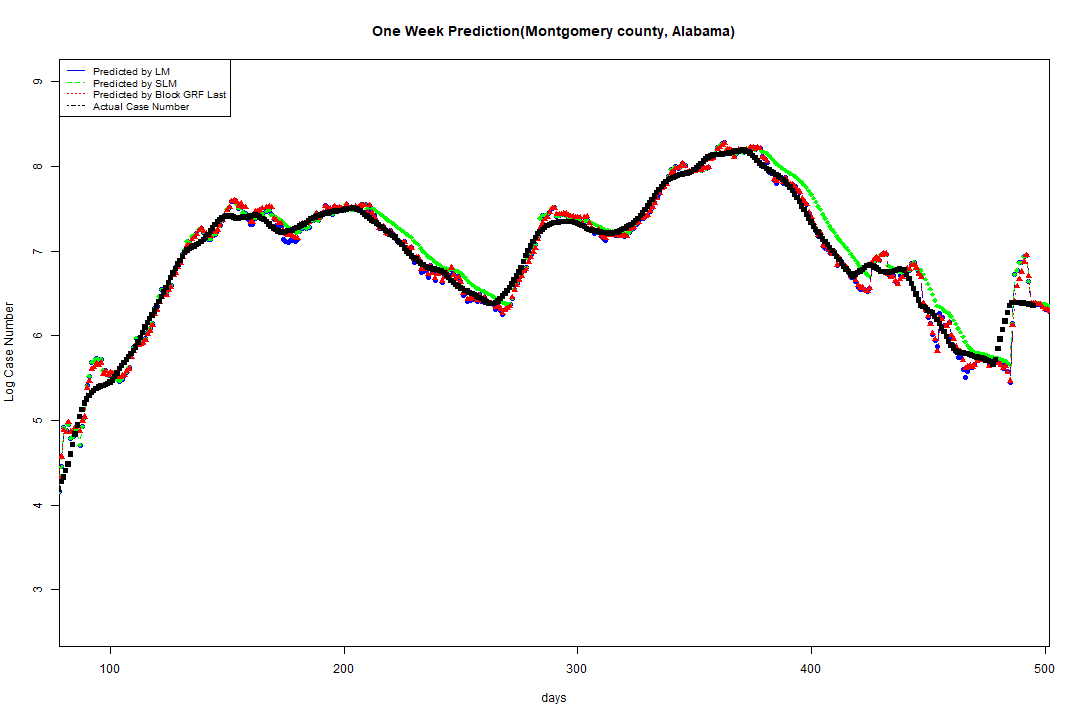 One Week Prediction(Montgomery county, Alabama)
Predicted by LM
Predicted by SLM
Predicted by Block GRF Last
Actual Case Number
9
8
7
6
5
4
3
Log Case Number
100 200 300 400 500
days